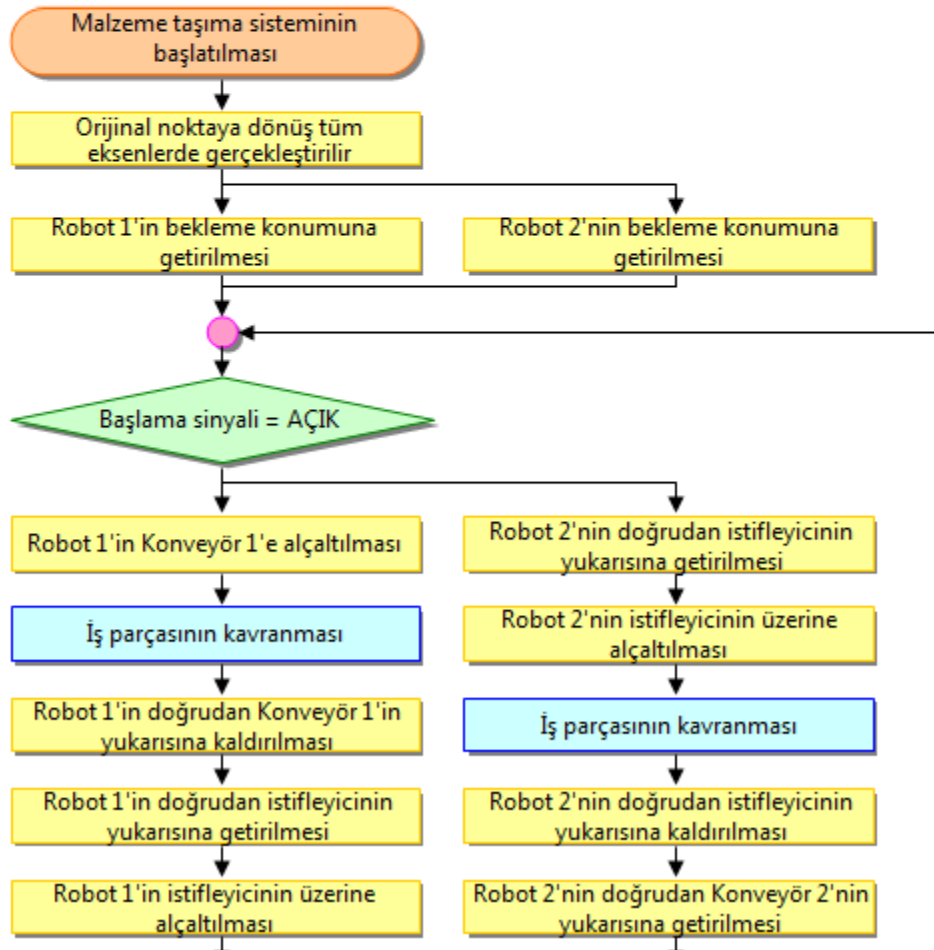 Malzeme taşıma sisteminin
başlatılması
Orijinal noktaya dönüş tüm
eksenlerde gerçekleştirilir
Robot 1'in bekleme konumuna
getirilmesi
Robot 2'nin bekleme konumuna
getirilmesi
Başlama sinyali = AÇIK
Robot 1'in Konveyör 1'e alçaltılması
Robot 2'nin doğrudan istifleyicinin
yukarısına getirilmesi
İş parçasının kavranması
Robot 2'nin istifleyicinin üzerine
alçaltılması
Robot 1'in doğrudan Konveyör 1'in
yukarısına kaldırılması
İş parçasının kavranması
Robot 1'in doğrudan istifleyicinin
yukarısına getirilmesi
Robot 2'nin doğrudan istifleyicinin
yukarısına kaldırılması
Robot 1'in istifleyicinin üzerine
alçaltılması
Robot 2'nin doğrudan Konveyör 2'nin
yukarısına getirilmesi